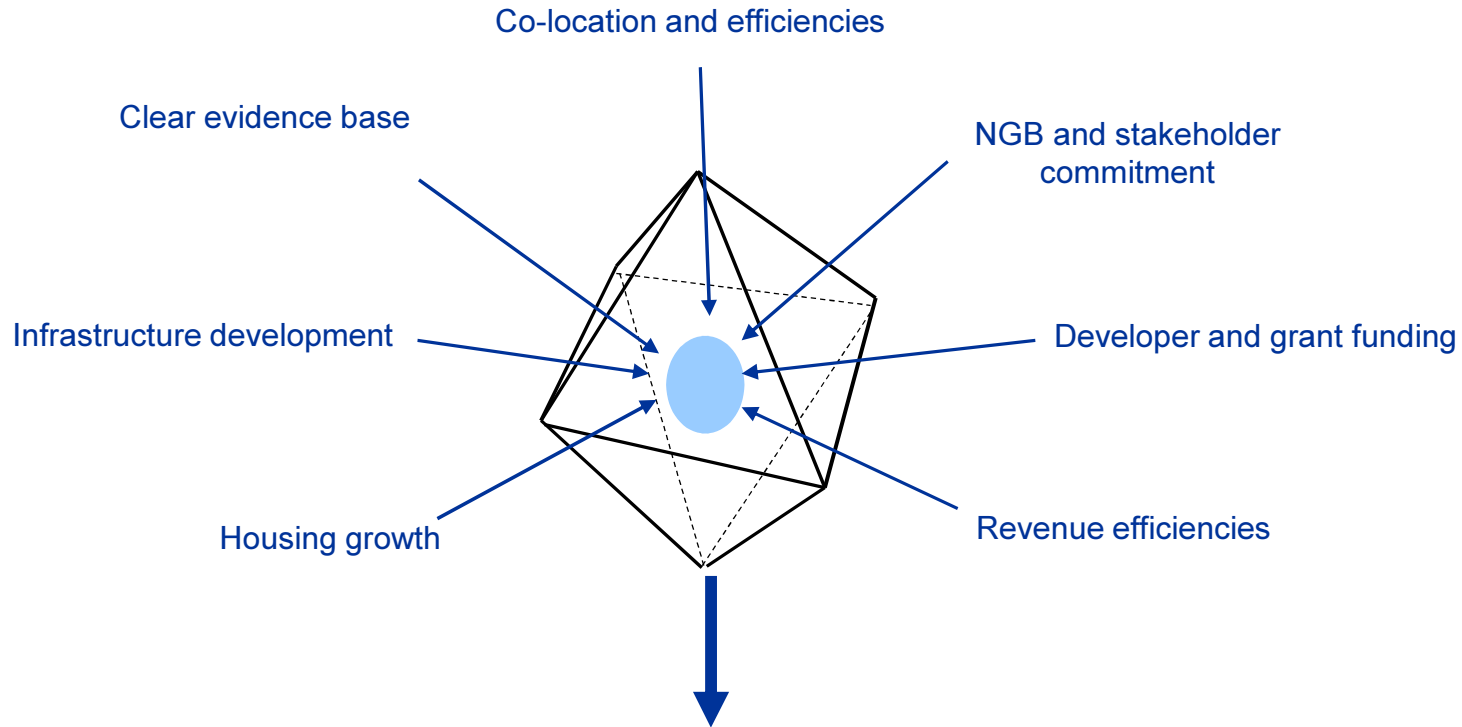 Co-location and efficiencies
Clear evidence base
NGB and stakeholder
commitment
Infrastructure development
Developer and grant funding
Housing growth
Revenue efficiencies